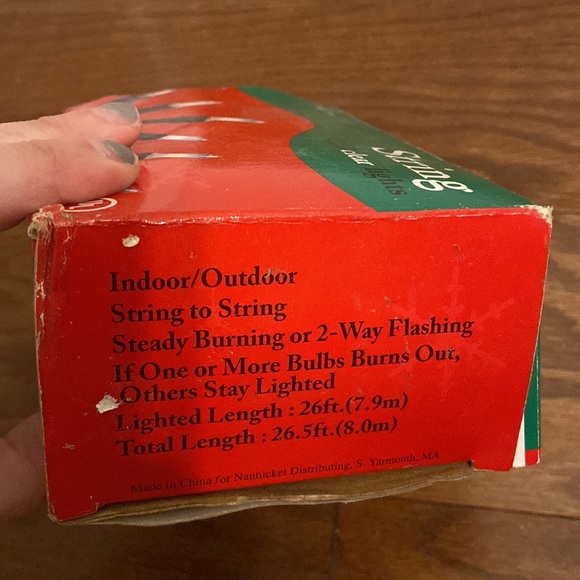 String
clear lights
Indoor/Outdoor
String to String
Steady Burning or 2-Way Flashing
If One or More Bulbs Burns Out,
Others Stay Lighted
Lighted Length : 26ft.(7.9m)
Total Length : 26.5ft.(8.0m)
Made in China for Nantucket Distributing, S. Yarmouth, MA